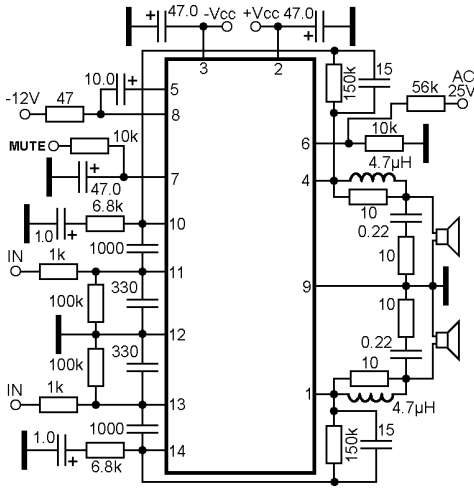 47.0 -Vcc +Vcc 47.0
+ +
3 2
10.0 + 5
-12V 47 8
150k 15
56k AC
25V
MUTE 10k
6 10k
+ 7
47.0
4 4.7µH
10
6.8k 10
1.0 +
0.22
1000
IN 1k 11
10
100k 330
9
12
10
330
100k
0.22
IN 1k 13
10
1
4.7µH
1000
1.0
+ 14
6.8k
150k 15